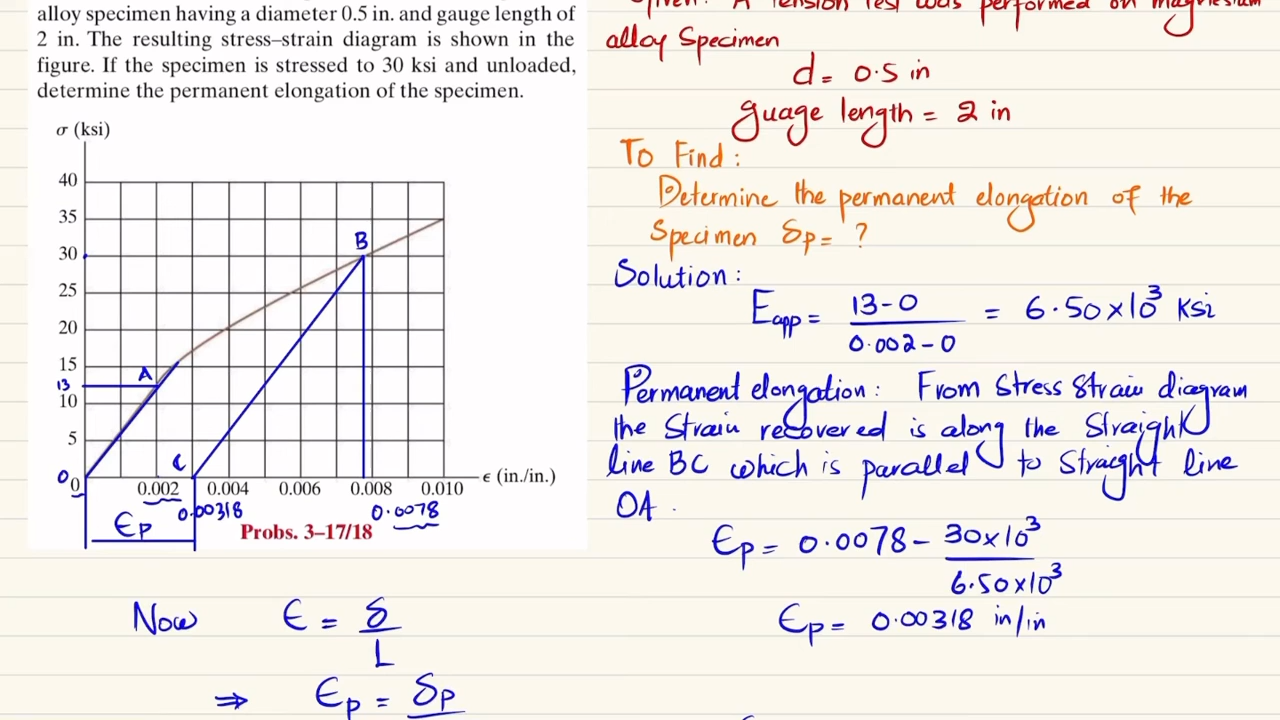 alloy specimen having a diameter 0.5 in. and gauge length of
2 in. The resulting stress–strain diagram is shown in the
figure. If the specimen is stressed to 30 ksi and unloaded,
determine the permanent elongation of the specimen.
σ (ksi)
40
35
30
25
20
15
13
10
5
0
0
A
B
C
0.002 0.004 0.006 0.008 0.010
ϵ (in./in.)
0.00318
0.0078
ϵp
Probs. 3–17/18
Now ϵ = δ/L
⇒ ϵp = δp
Given: A Tension Test was performed on magnesium
alloy Specimen
d = 0.5 in
guage length = 2 in
To Find:
Determine the permanent elongation of the
Specimen δp = ?
Solution:
Eapp = 13-0/0.002-0 = 6.50×10³ Ksi
Permanent elongation: From Stress Strain diagram
the Strain recovered is along the Straight
line BC which is parallel to Straight line
OA.
ϵp = 0.0078 - 30×10³/6.50×10³
ϵp = 0.00318 in/in